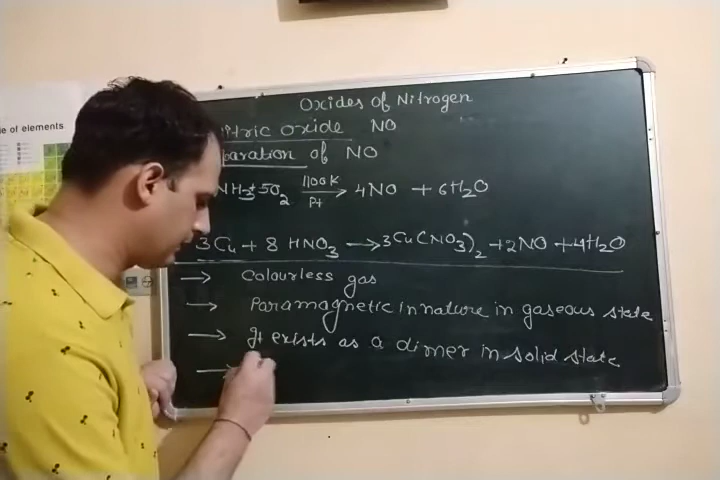 Oxides of Nitrogen
e of elements
itric oxide NO
paration of NO
NH3+5O2 1100K Pt → 4NO + 6H2O
3Cu + 8 HNO3 → 3Cu(NO3)2 + 2NO + 4H2O
→ Colourless gas
→ Paramagnetic in nature in gaseous state
→ It exists as a dimer in solid state
→